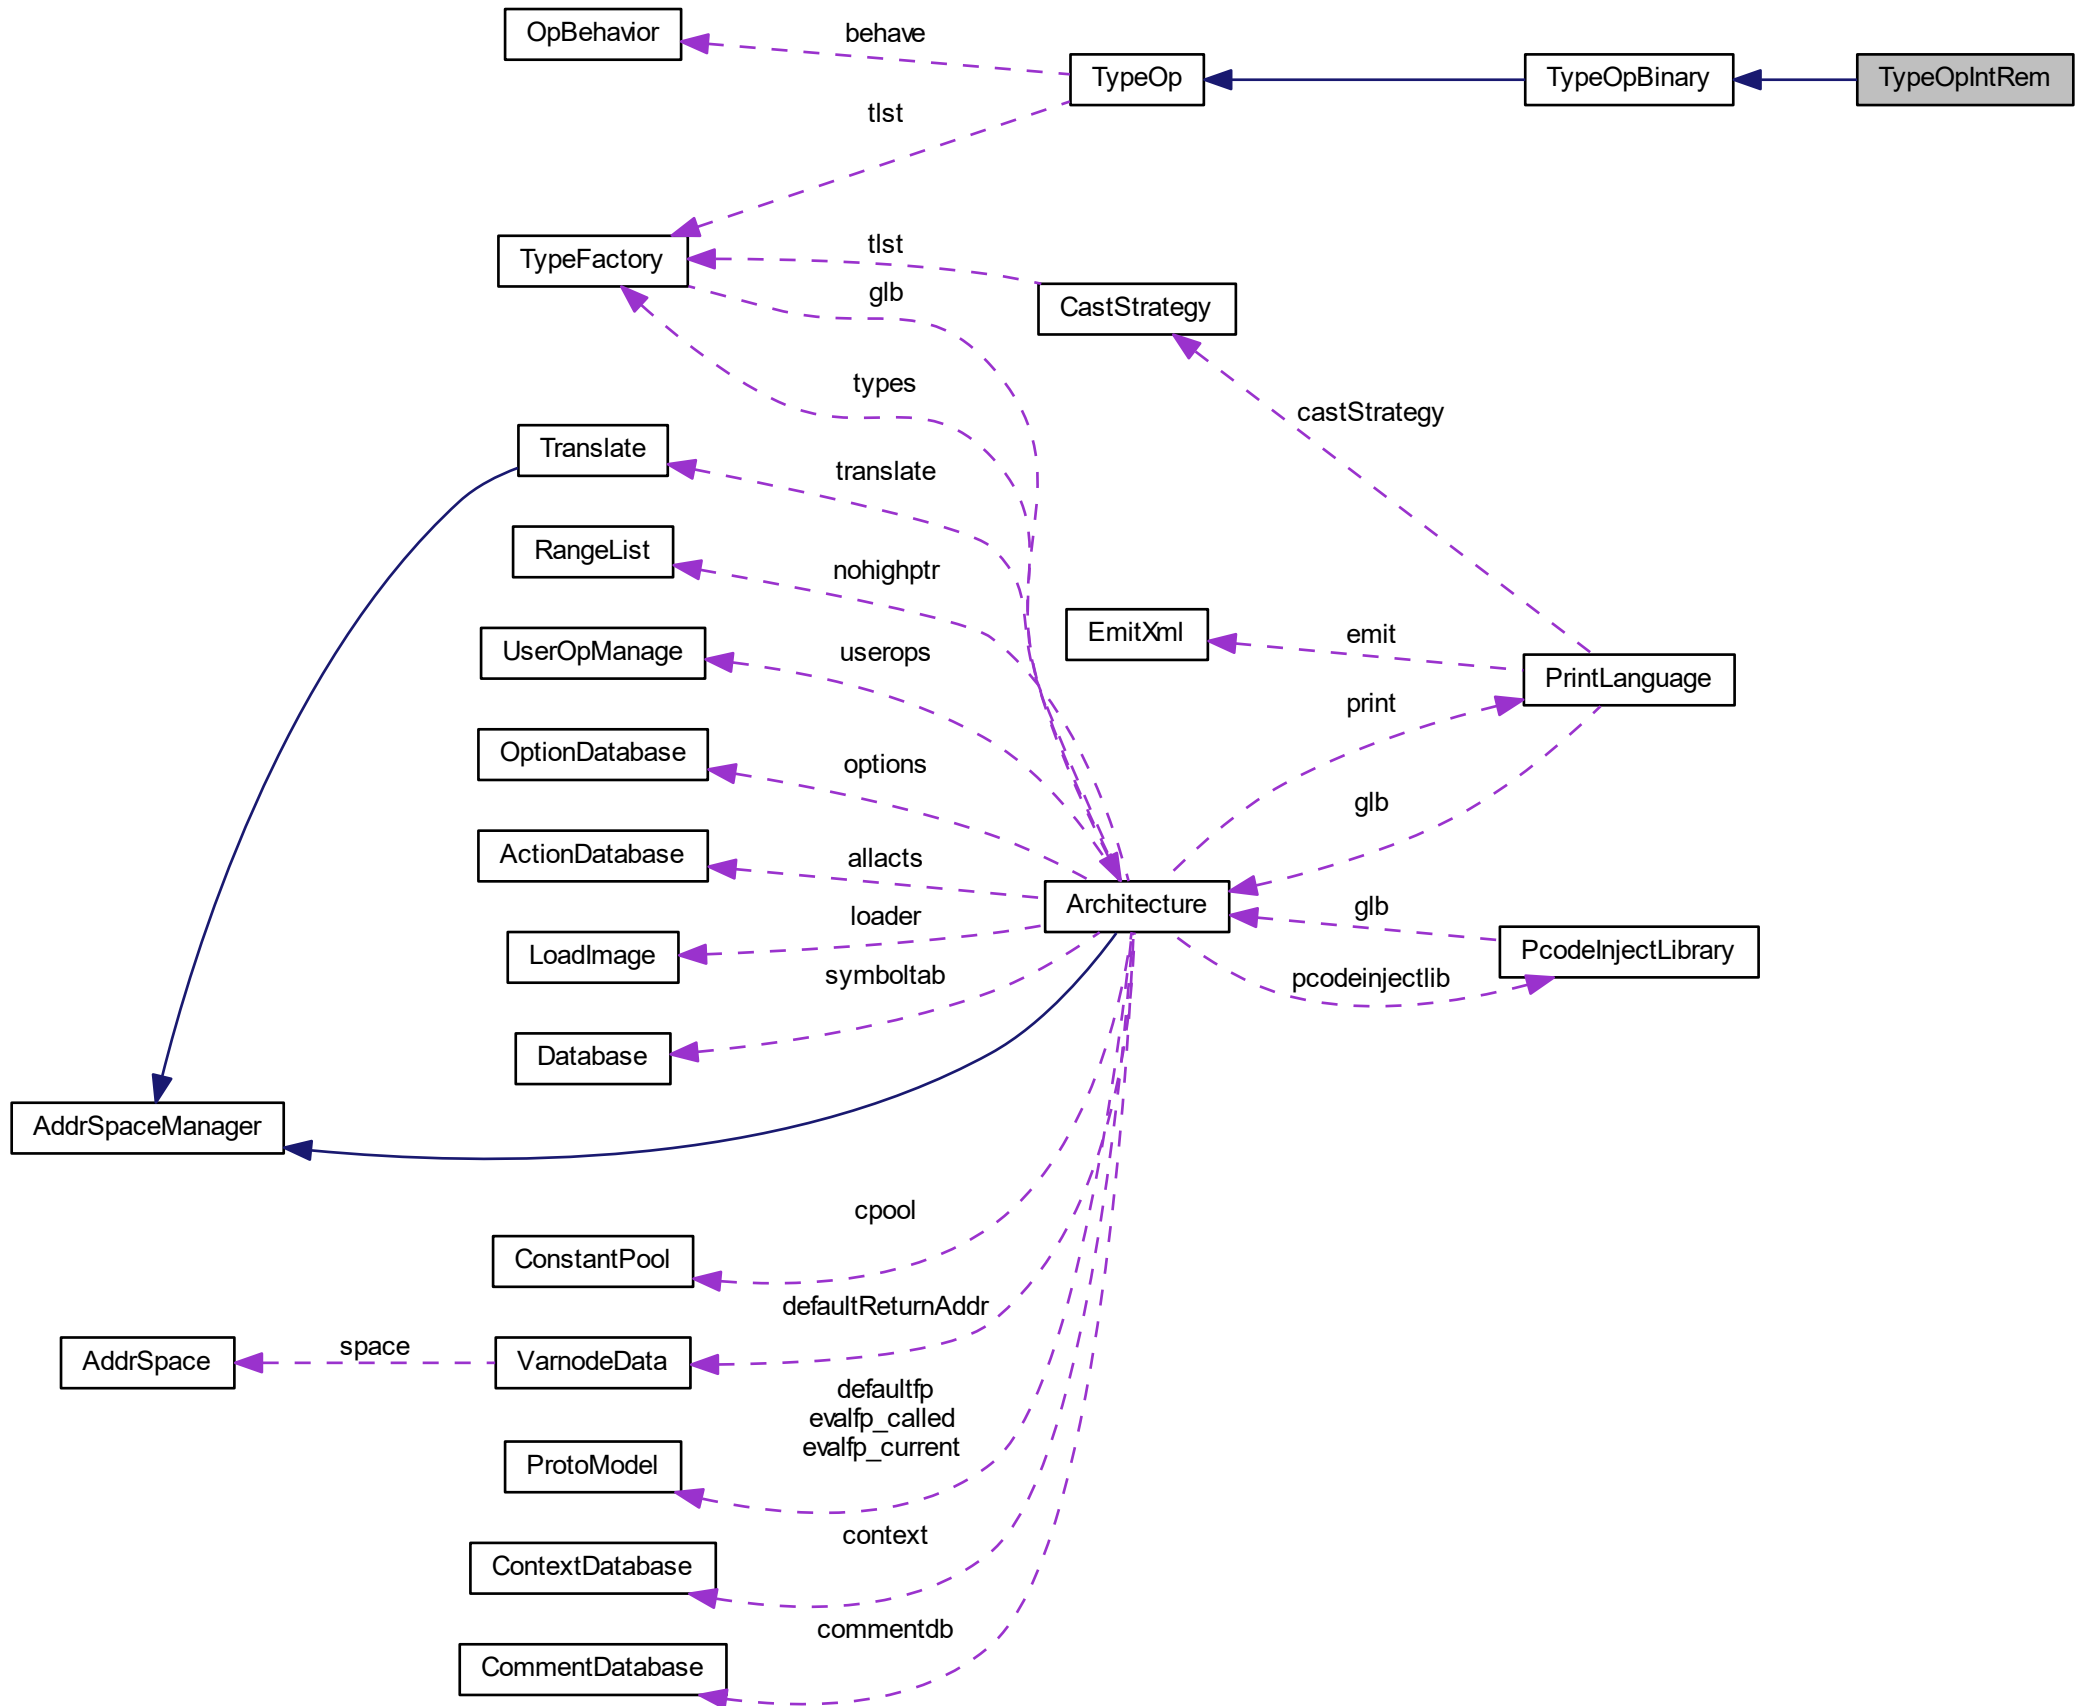 OpBehavior
behave
TypeOp
TypeOpBinary
TypeOpIntRem
tlst
TypeFactory
tlst
glb
CastStrategy
types
castStrategy
Translate
translate
RangeList
nohighptr
UserOpManage
userops
EmitXml
emit
PrintLanguage
print
OptionDatabase
options
glb
ActionDatabase
allacts
Architecture
glb
LoadImage
loader
PcodeInjectLibrary
symboltab
pcodeinjectlib
Database
AddrSpaceManager
cpool
ConstantPool
defaultReturnAddr
AddrSpace
space
VarnodeData
defaultfp
evalfp_called
evalfp_current
ProtoModel
context
ContextDatabase
commentdb
CommentDatabase